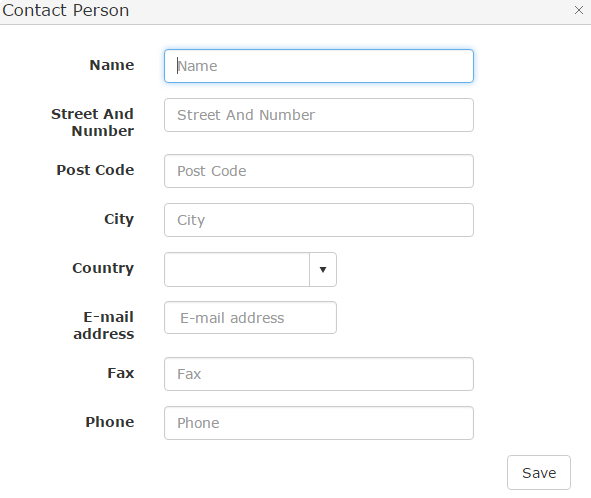 Contact Person
Name
Name
Street And
Number
Street And Number
Post Code
Post Code
City
City
Country
E-mail
address
E-mail address
Fax
Fax
Phone
Phone
Save